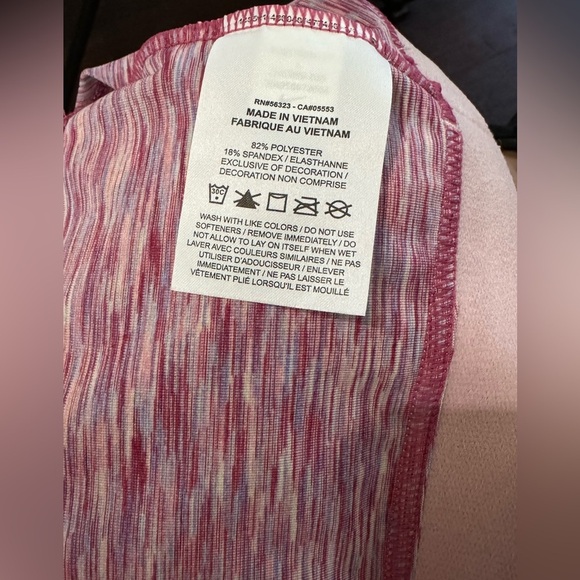 RN#56323 - CA#05553
MADE IN VIETNAM
FABRIQUE AU VIETNAM
82% POLYESTER
18% SPANDEX / ELASTHANNE
EXCLUSIVE OF DECORATION /
DECORATION NON COMPRISE
30C
WASH WITH LIKE COLORS / DO NOT USE
SOFTENERS / REMOVE IMMEDIATELY / DO
NOT ALLOW TO LAY ON ITSELF WHEN WET
LAVER AVEC COULEURS SIMILAIRES / NE PAS
UTILISER D'ADOUCISSEUR / ENLEVER
IMMEDIATEMENT / NE PAS LAISSER LE
VÊTEMENT PLIÉ LORSQU'IL EST MOUILLÉ